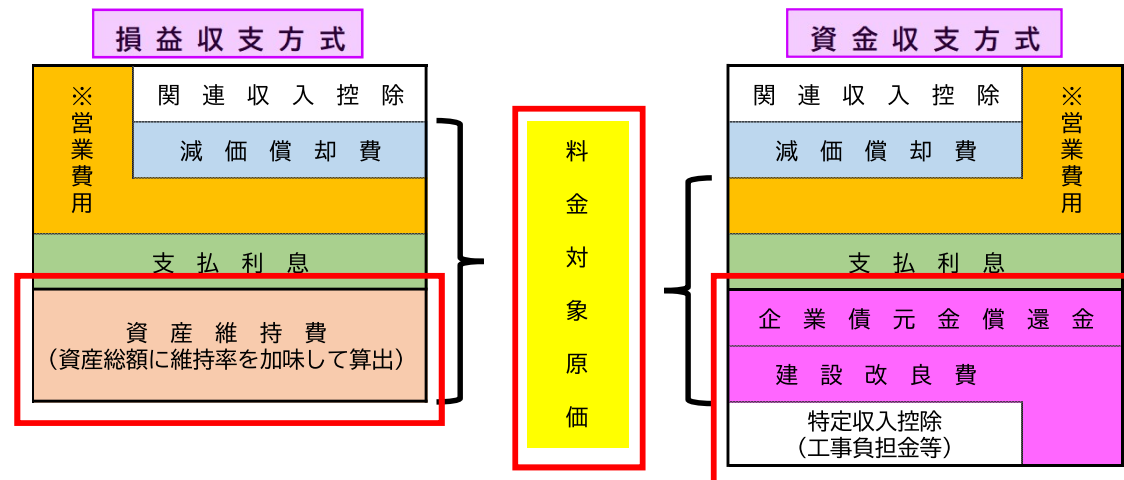 損益収支方式
※営業費用
関連収入控除
減価償却費
支払利息
資産維持費
（資産総額に維持率を加味して算出）
料金対象原価
資金収支方式
関連収入控除
※営業費用
減価償却費
支払利息
企業債元金償還金
建設改良費
特定収入控除
（工事負担金等）